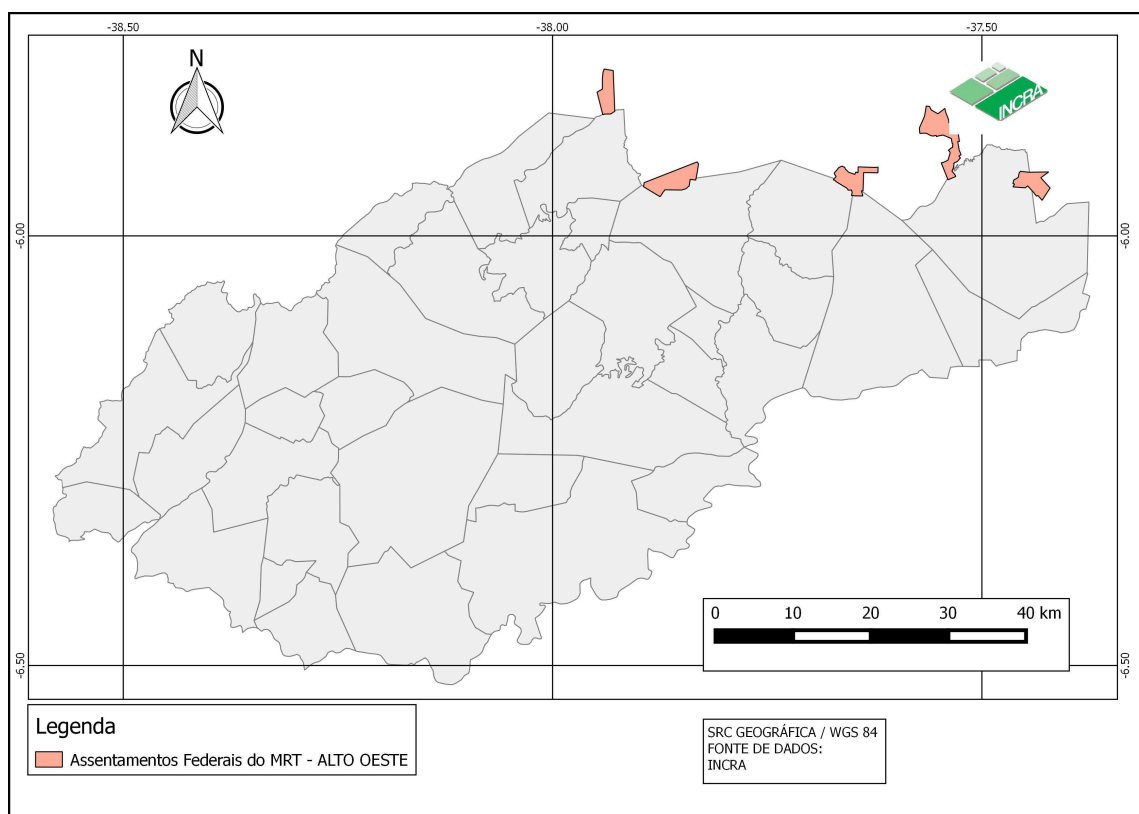 -38.50
-38.00
-37.50
N
INCRA
-6.00
-6.00
0 10 20 30 40 km
-6.50
-6.50
Legenda
Assentamentos Federais do MRT - ALTO OESTE
SRC GEOGRÁFICA / WGS 84
FONTE DE DADOS:
INCRA